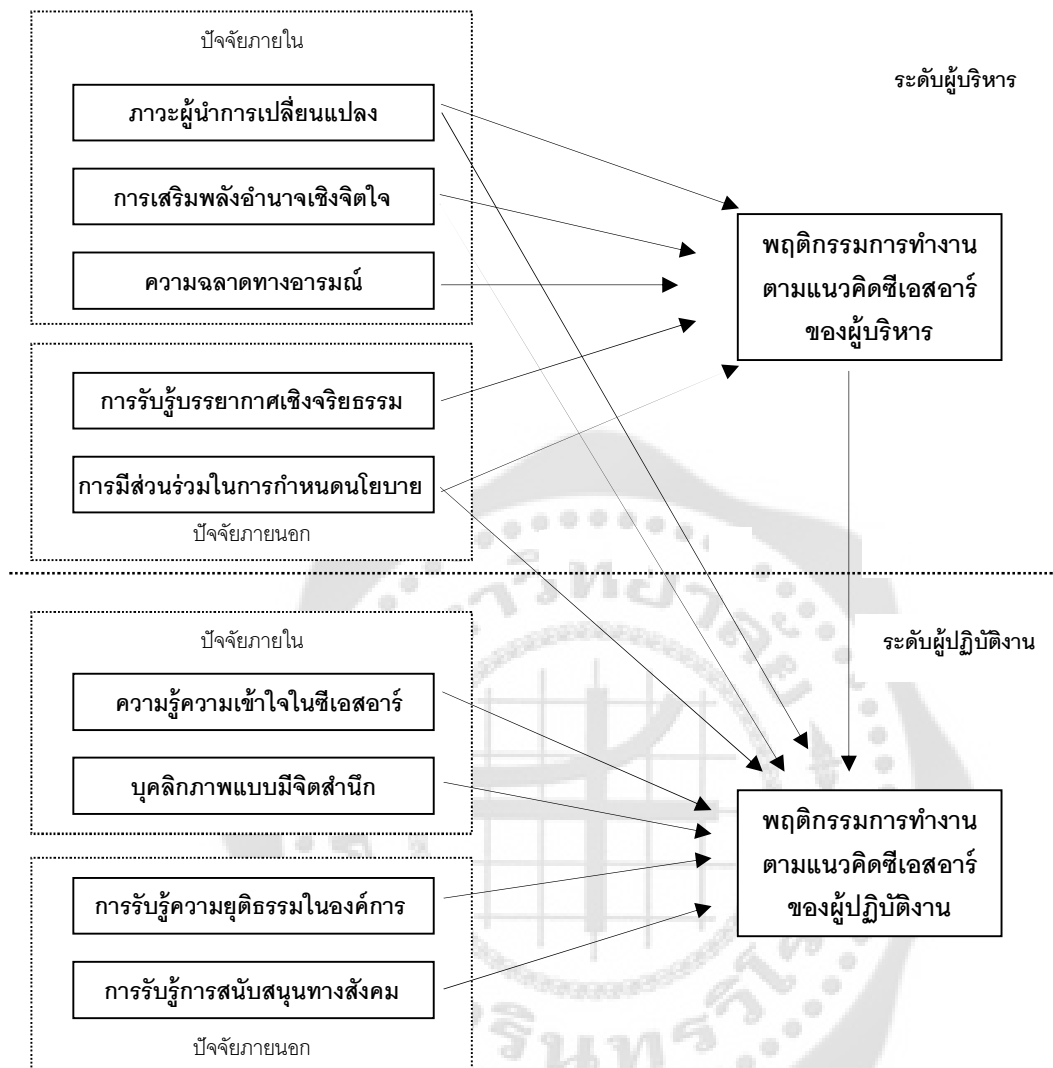 ปัจจัยภายใน
ระดับผู้บริหาร
ภาวะผู้นำการเปลี่ยนแปลง
การเสริมพลังอำนาจเชิงจิตใจ
ความฉลาดทางอารมณ์
พฤติกรรมการทำงาน
ตามแนวคิดซีเอสอาร์
ของผู้บริหาร
การรับรู้บรรยากาศเชิงจริยธรรม
การมีส่วนร่วมในการกำหนดนโยบาย
ปัจจัยภายนอก
ปัจจัยภายใน
ระดับผู้ปฏิบัติงาน
ความรู้ความเข้าใจในซีเอสอาร์
บุคลิกภาพแบบมีจิตสำนึก
พฤติกรรมการทำงาน
ตามแนวคิดซีเอสอาร์
ของผู้ปฏิบัติงาน
การรับรู้ความยุติธรรมในองค์การ
การรับรู้การสนับสนุนทางสังคม
ปัจจัยภายนอก